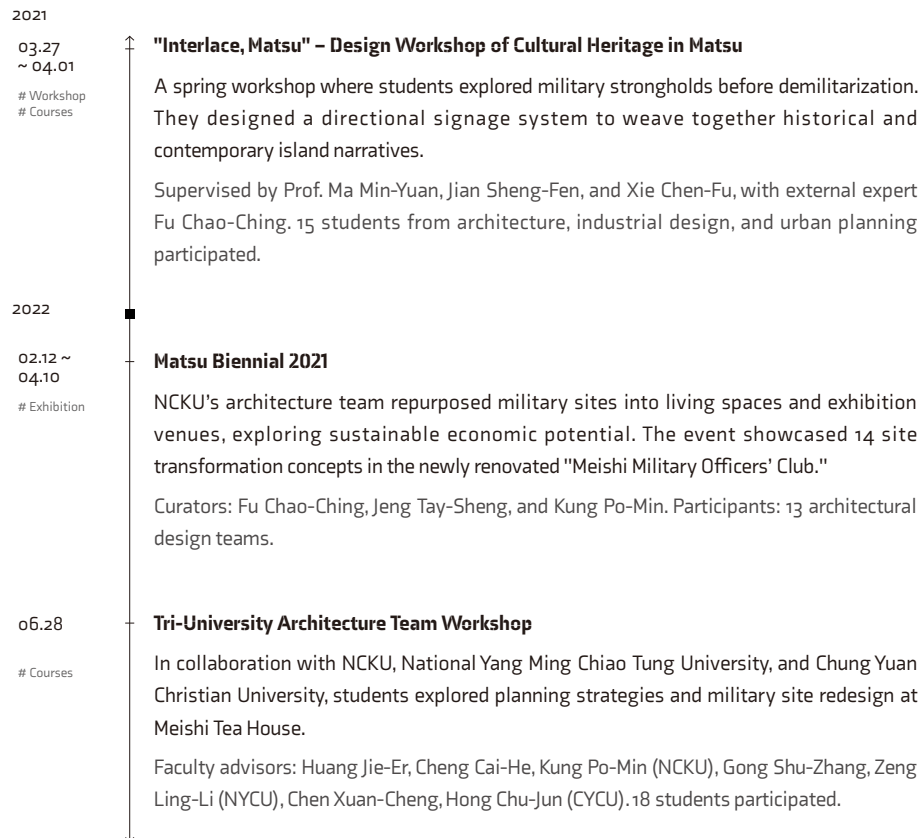 2021
03.27
~ 04.01
# Workshop
# Courses
"Interlace, Matsu" – Design Workshop of Cultural Heritage in Matsu
A spring workshop where students explored military strongholds before demilitarization.
They designed a directional signage system to weave together historical and
contemporary island narratives.
Supervised by Prof. Ma Min-Yuan, Jian Sheng-Fen, and Xie Chen-Fu, with external expert
Fu Chao-Ching. 15 students from architecture, industrial design, and urban planning
participated.
2022
02.12 ~
04.10
# Exhibition
Matsu Biennial 2021
NCKU’s architecture team repurposed military sites into living spaces and exhibition
venues, exploring sustainable economic potential. The event showcased 14 site
transformation concepts in the newly renovated "Meishi Military Officers’ Club."
Curators: Fu Chao-Ching, Jeng Tay-Sheng, and Kung Po-Min. Participants: 13 architectural
design teams.
06.28
# Courses
Tri-University Architecture Team Workshop
In collaboration with NCKU, National Yang Ming Chiao Tung University, and Chung Yuan
Christian University, students explored planning strategies and military site redesign at
Meishi Tea House.
Faculty advisors: Huang Jie-Er, Cheng Cai-He, Kung Po-Min (NCKU), Gong Shu-Zhang, Zeng
Ling-Li (NYCU), Chen Xuan-Cheng, Hong Chu-Jun (CYCU).18 students participated.